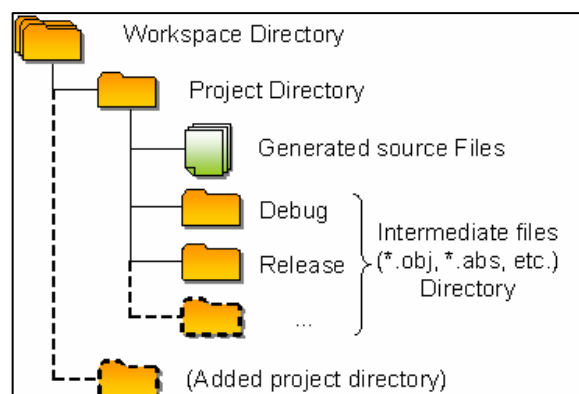 Workspace Directory
Project Directory
Generated source Files
Debug
Release
...
Intermediate files
(*.obj, *.abs, etc.)
Directory
(Added project directory)